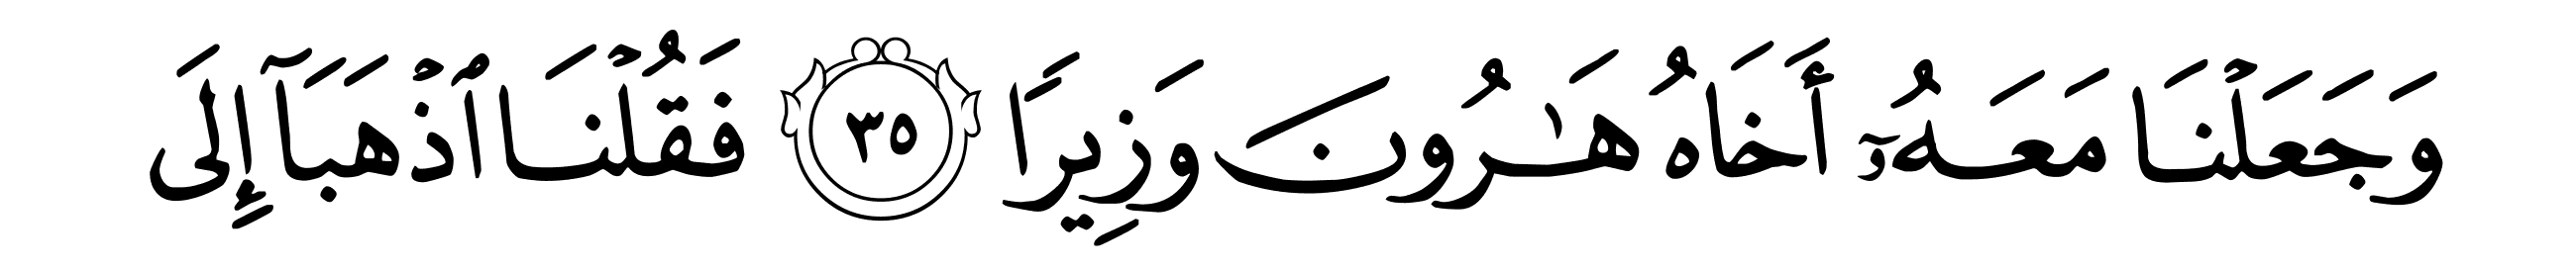 وَجَعَلْنَا مَعَهُۥٓ أَخَاهُ هَـٰرُونَ وَزِيرًا ٣٥ فَقُلْنَا ٱذْهَبَآ إِلَى